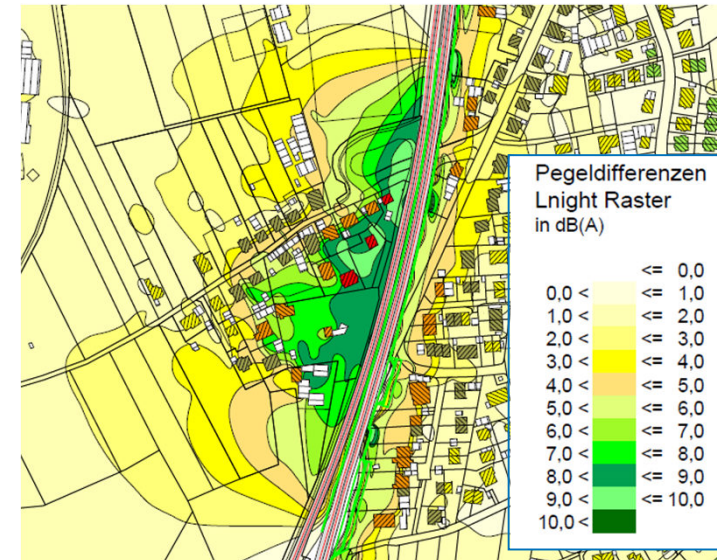 Pegeldifferenzen
Lnight Raster
in dB(A)
<= 0,0
0,0 < <= 1,0
1,0 < <= 2,0
2,0 < <= 3,0
3,0 < <= 4,0
4,0 < <= 5,0
5,0 < <= 6,0
6,0 < <= 7,0
7,0 < <= 8,0
8,0 < <= 9,0
9,0 < <= 10,0
10,0 <